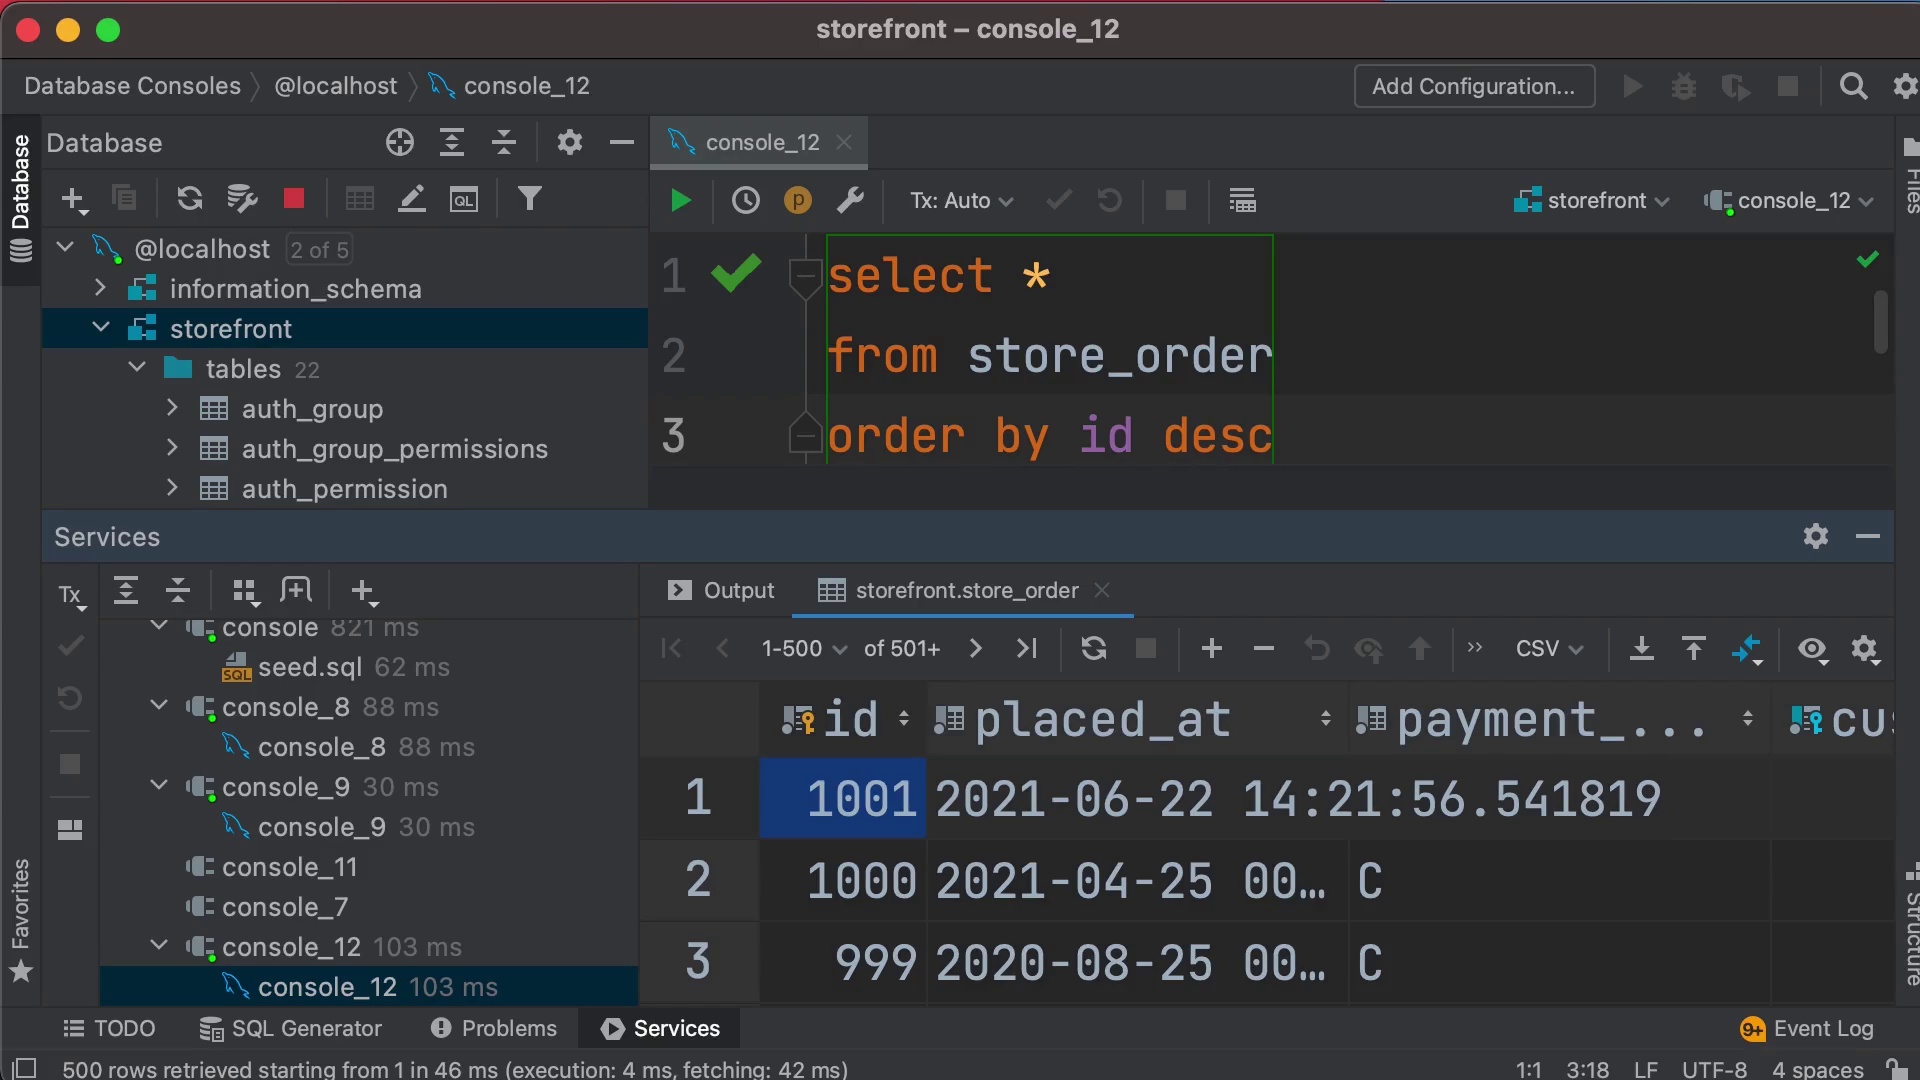 storefront – console_12
Database Consoles @localhost console_12
Add Configuration...
Database
Database
console_12
Files
Tx: Auto
storefront
console_12
@localhost 2 of 5
information_schema
storefront
tables 22
auth_group
auth_group_permissions
auth_permission
1 select *
2 from store_order
3 order by id desc
Services
Tx
Output
storefront.store_order
console 821 ms
seed.sql 62 ms
console_8 88 ms
console_8 88 ms
console_9 30 ms
console_9 30 ms
console_11
console_7
console_12 103 ms
console_12 103 ms
1-500 of 501+ CSV
id placed_at payment_... cus
1 1001 2021-06-22 14:21:56.541819
2 1000 2021-04-25 00… C
3 999 2020-08-25 00… C
Favorites
Structure
TODO SQL Generator Problems Services
9+ Event Log
500 rows retrieved starting from 1 in 46 ms (execution: 4 ms, fetching: 42 ms)
1:1 3:18 LF UTF-8 4 spaces